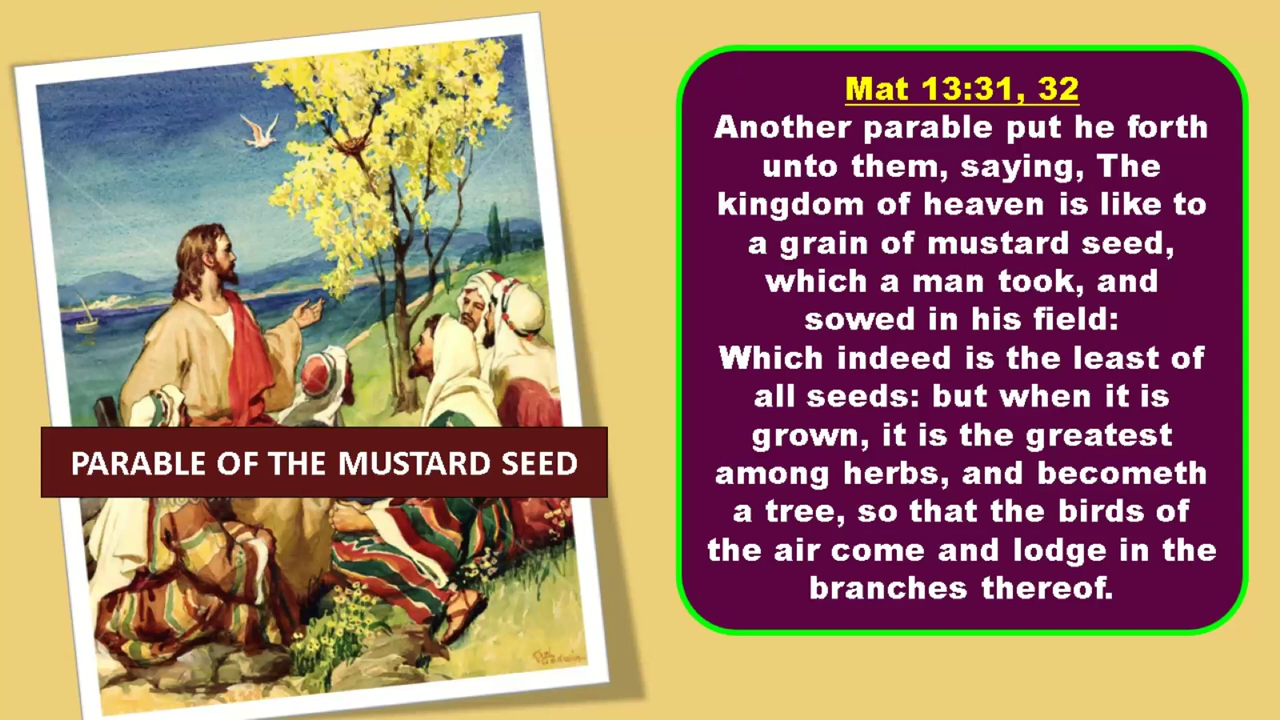 PARABLE OF THE MUSTARD SEED
Mat 13:31, 32
Another parable put he forth
unto them, saying, The
kingdom of heaven is like to
a grain of mustard seed,
which a man took, and
sowed in his field:
Which indeed is the least of
all seeds: but when it is
grown, it is the greatest
among herbs, and becometh
a tree, so that the birds of
the air come and lodge in the
branches thereof.